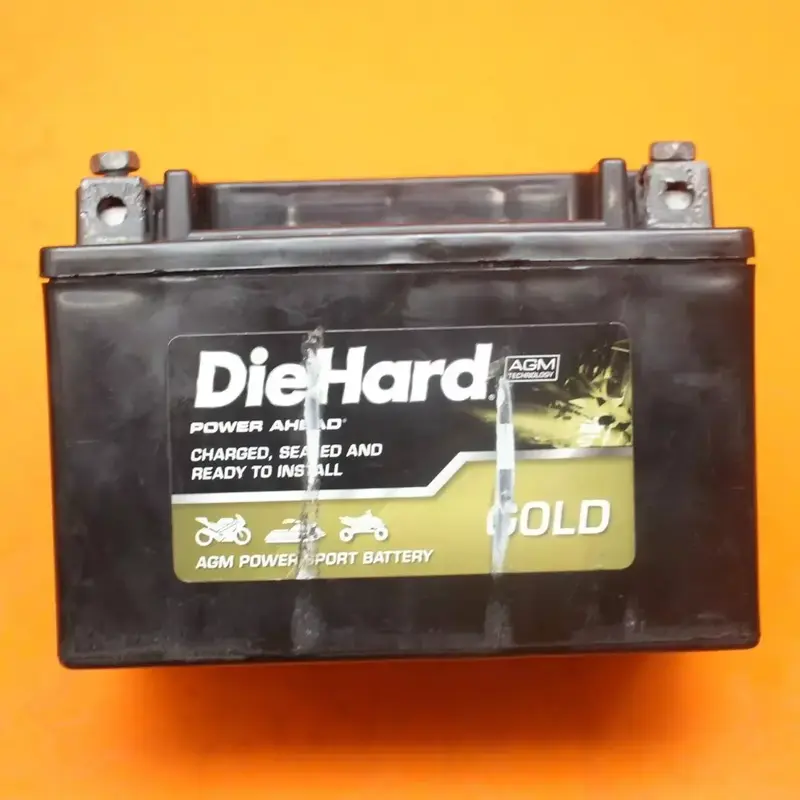 DieHard®
AGM
TECHNOLOGY
POWER AHEAD®
CHARGED, SEALED AND
READY TO INSTALL
GOLD
AGM POWER SPORT BATTERY